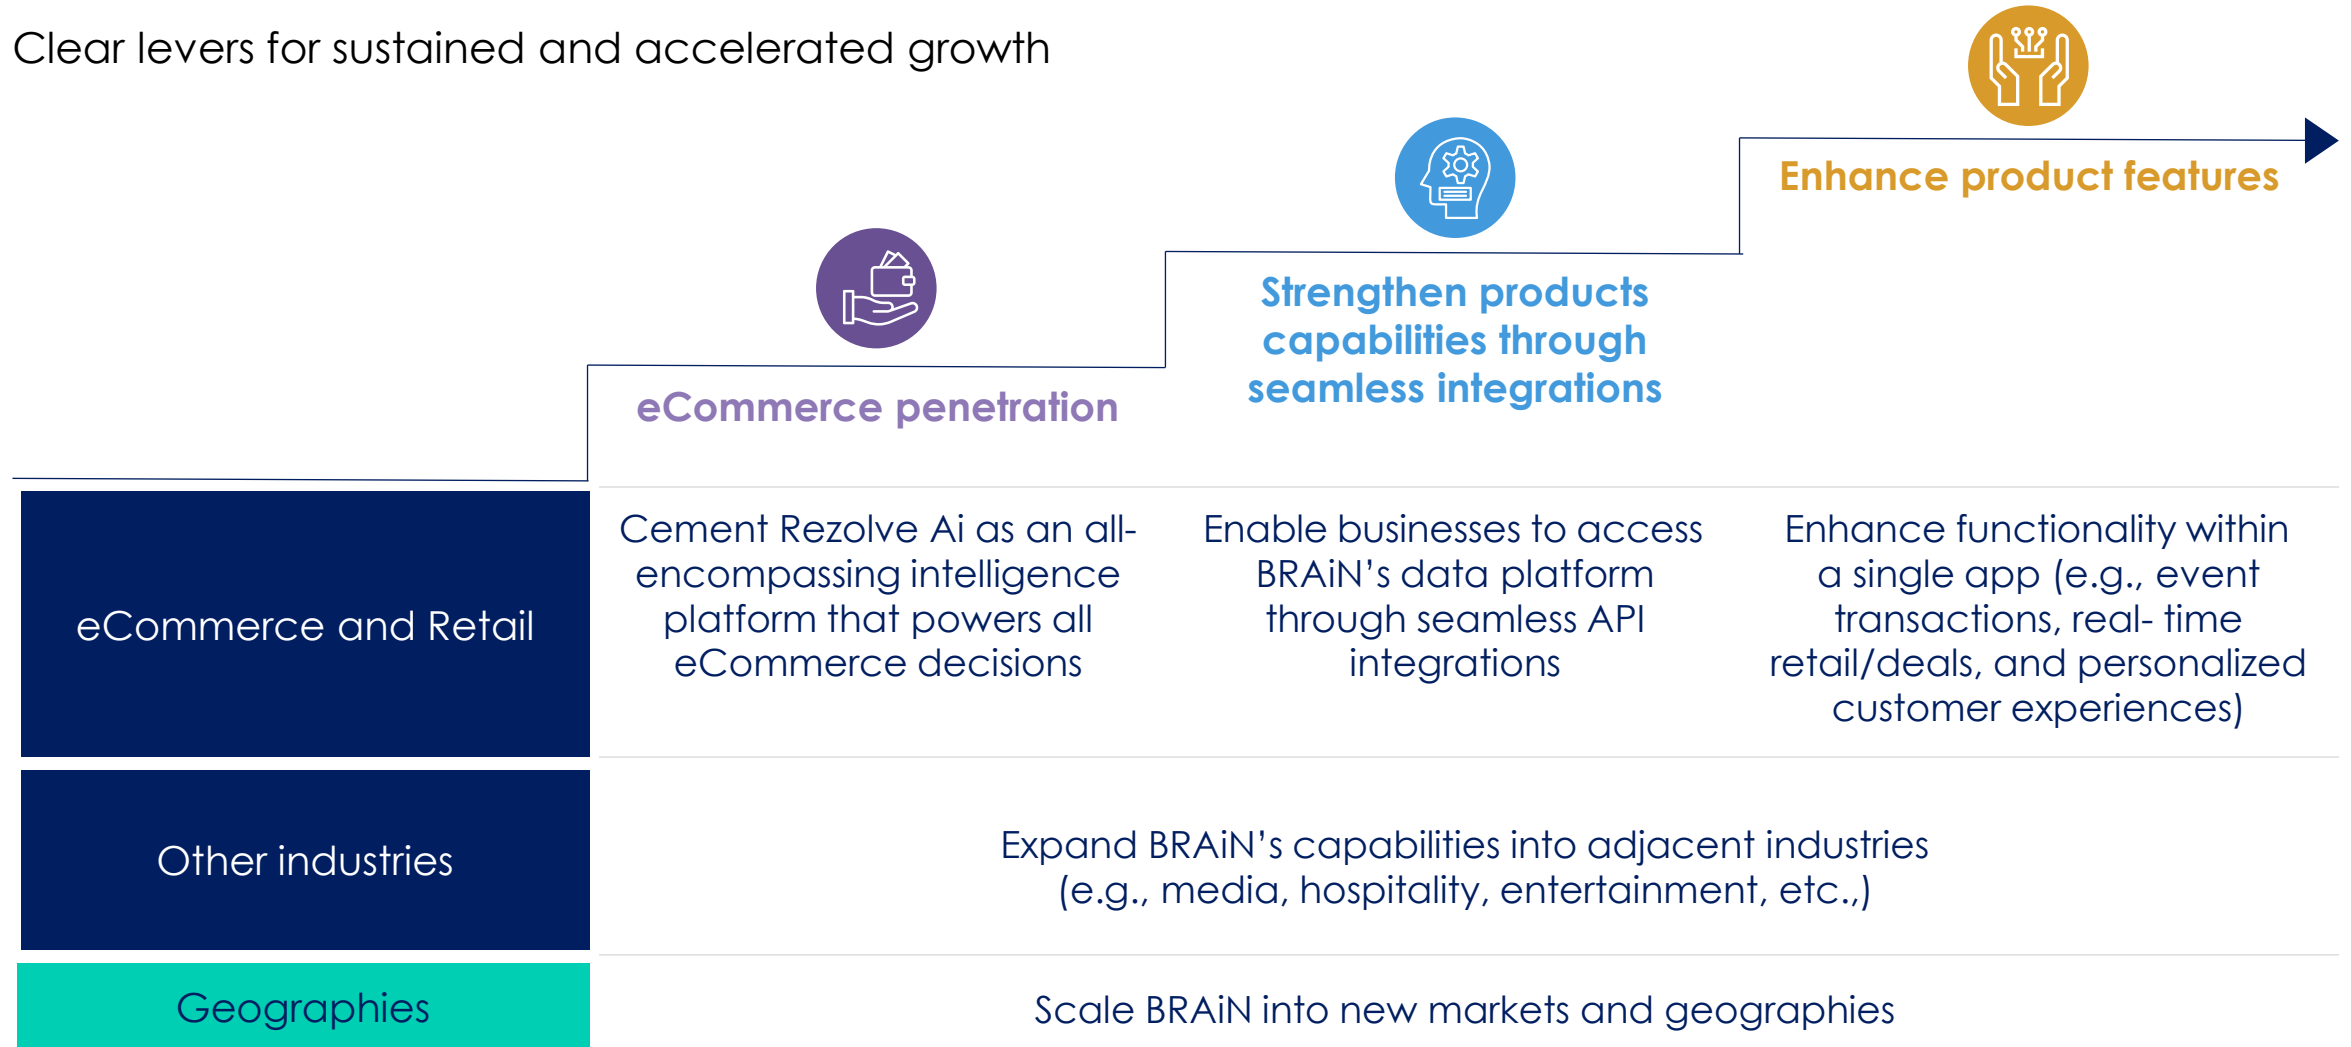 Clear levers for sustained and accelerated growth
Enhance product features
Strengthen products
capabilities through
seamless integrations
eCommerce penetration
eCommerce and Retail
Cement Rezolve Ai as an all-
encompassing intelligence
platform that powers all
eCommerce decisions
Enable businesses to access
BRAiN’s data platform
through seamless API
integrations
Enhance functionality within
a single app (e.g., event
transactions, real- time
retail/deals, and personalized
customer experiences)
Other industries
Expand BRAiN’s capabilities into adjacent industries
(e.g., media, hospitality, entertainment, etc.,)
Geographies
Scale BRAiN into new markets and geographies